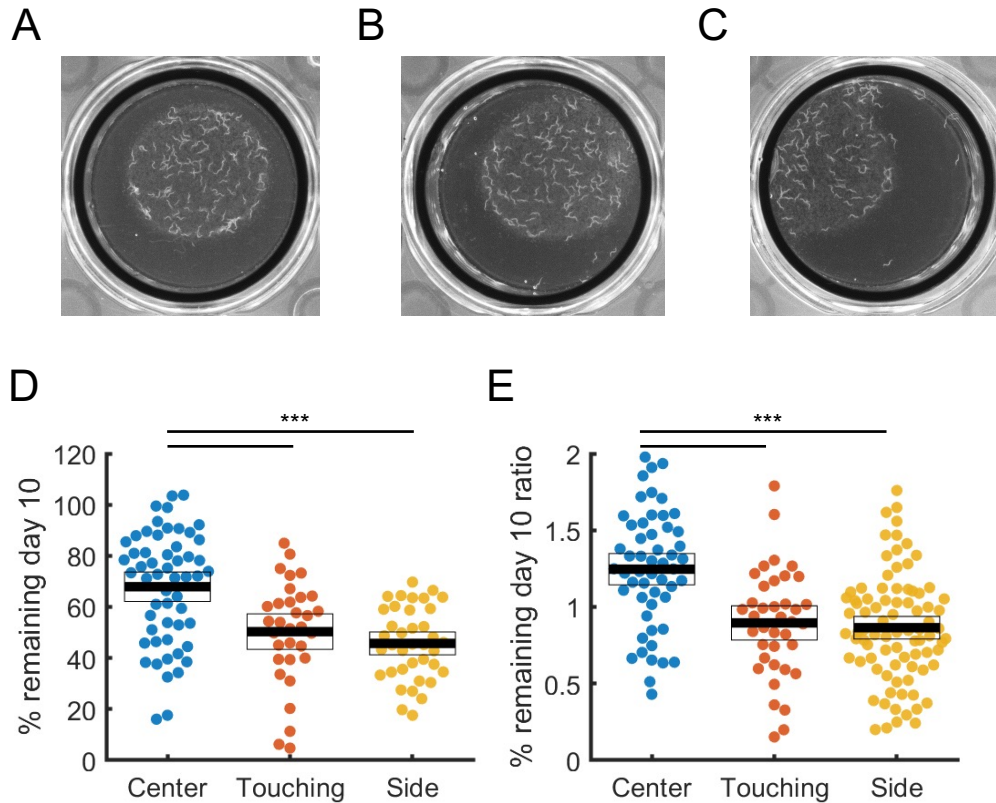 A
B
C
D
***
% remaining day 10
120
100
80
60
40
20
0
Center
Touching
Side
E
***
% remaining day 10 ratio
2
1.5
1
0.5
0
Center
Touching
Side